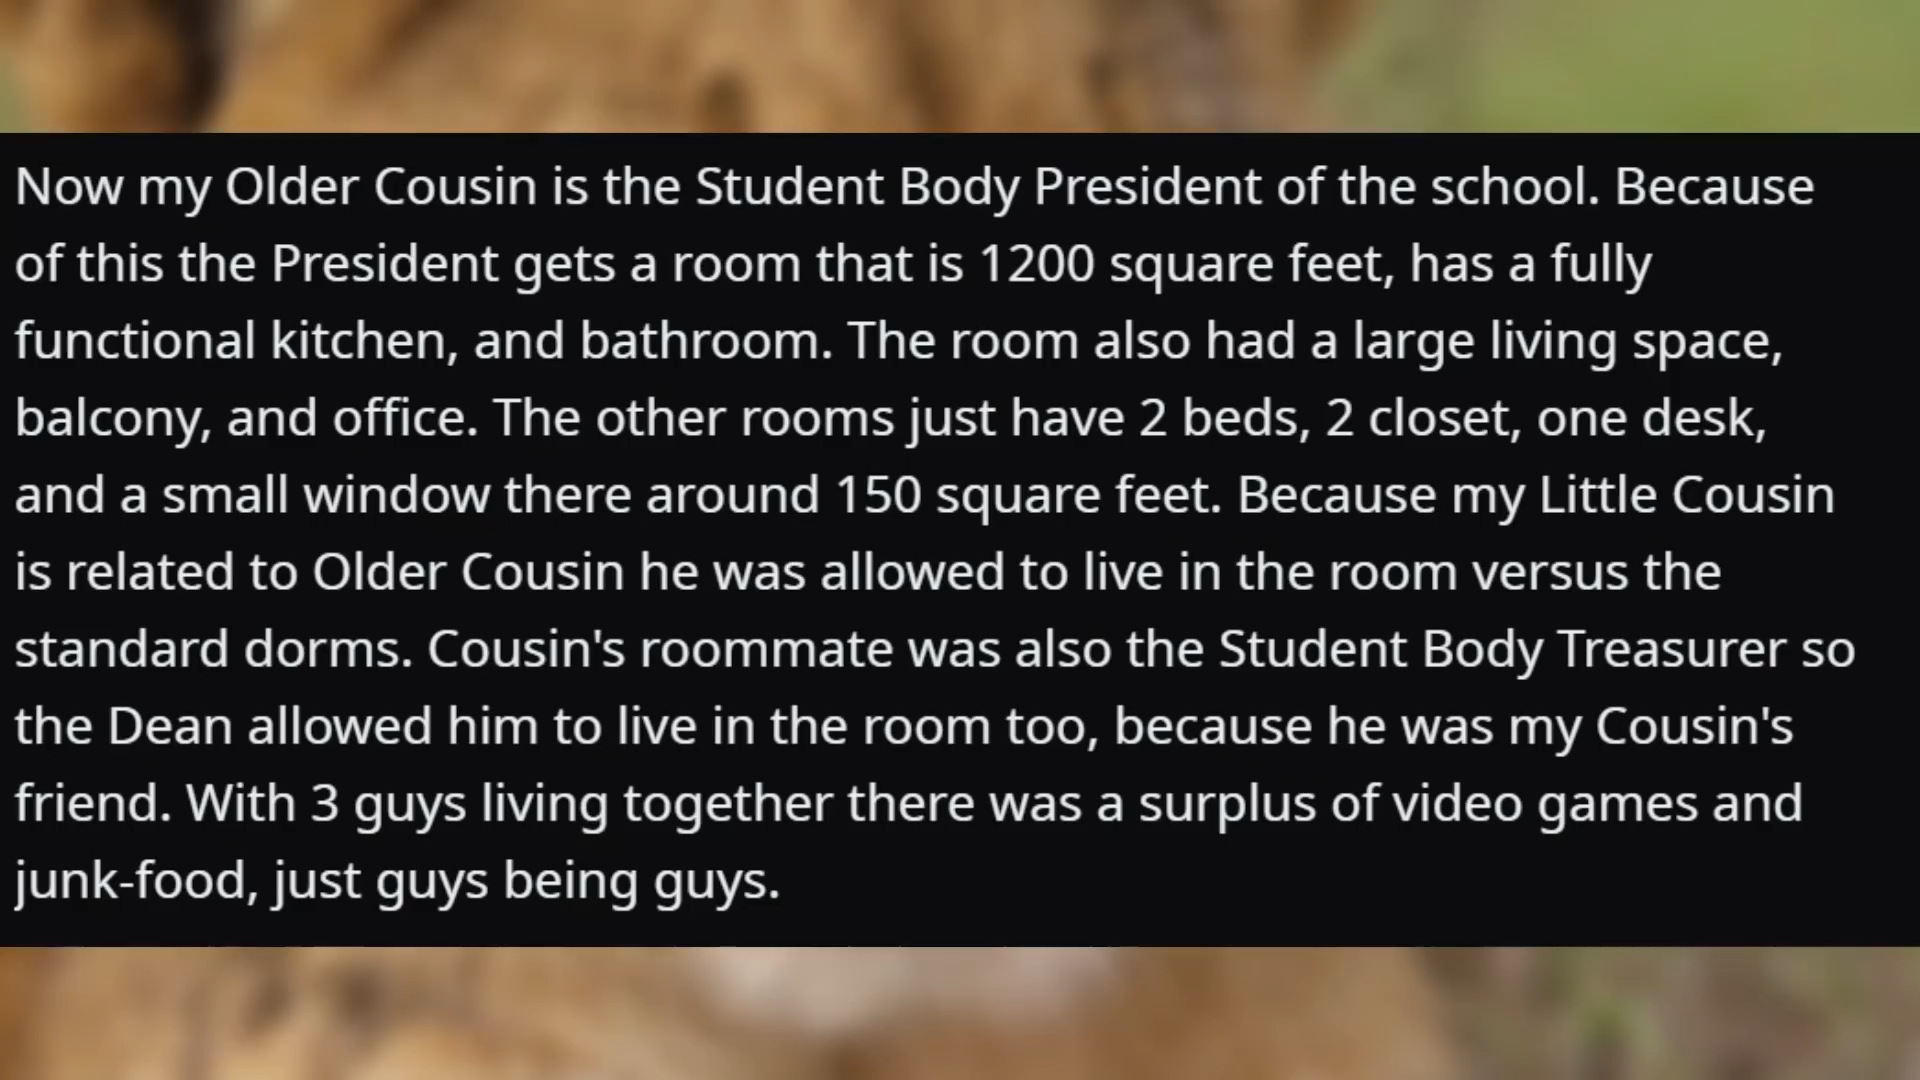 Now my Older Cousin is the Student Body President of the school. Because
of this the President gets a room that is 1200 square feet, has a fully
functional kitchen, and bathroom. The room also had a large living space,
balcony, and office. The other rooms just have 2 beds, 2 closet, one desk,
and a small window there around 150 square feet. Because my Little Cousin
is related to Older Cousin he was allowed to live in the room versus the
standard dorms. Cousin's roommate was also the Student Body Treasurer so
the Dean allowed him to live in the room too, because he was my Cousin's
friend. With 3 guys living together there was a surplus of video games and
junk-food, just guys being guys.